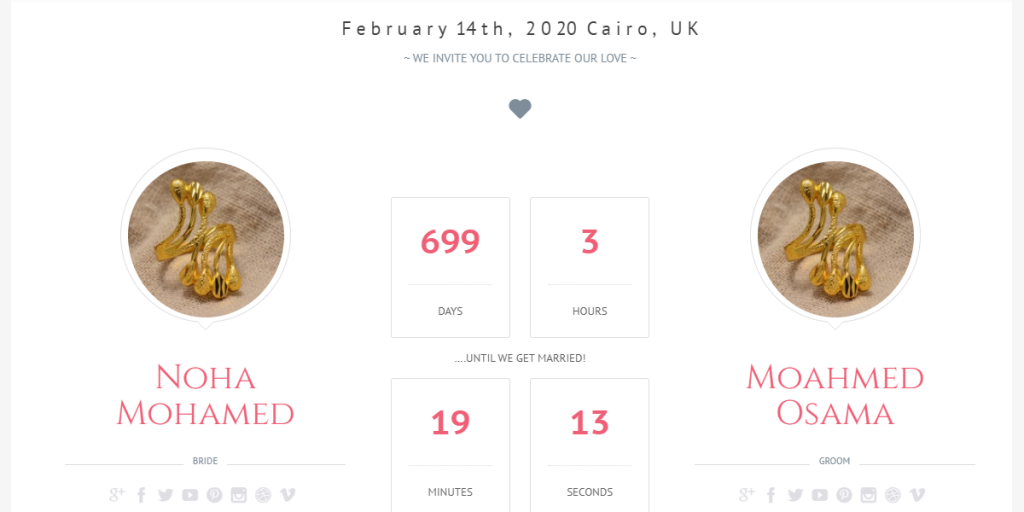 February 14th, 2020 Cairo, UK
~ WE INVITE YOU TO CELEBRATE OUR LOVE ~
699
DAYS
3
HOURS
....UNTIL WE GET MARRIED!
19
MINUTES
13
SECONDS
Noha
Mohamed
BRIDE
Moahmed
Osama
GROOM